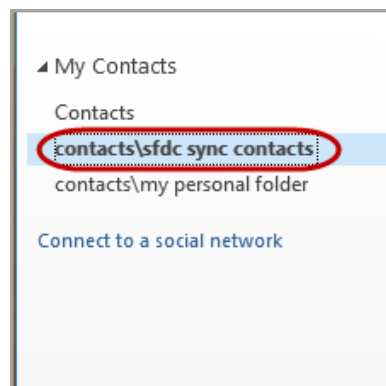 My Contacts
Contacts
contacts\sfdc sync contacts
contacts\my personal folder
Connect to a social network